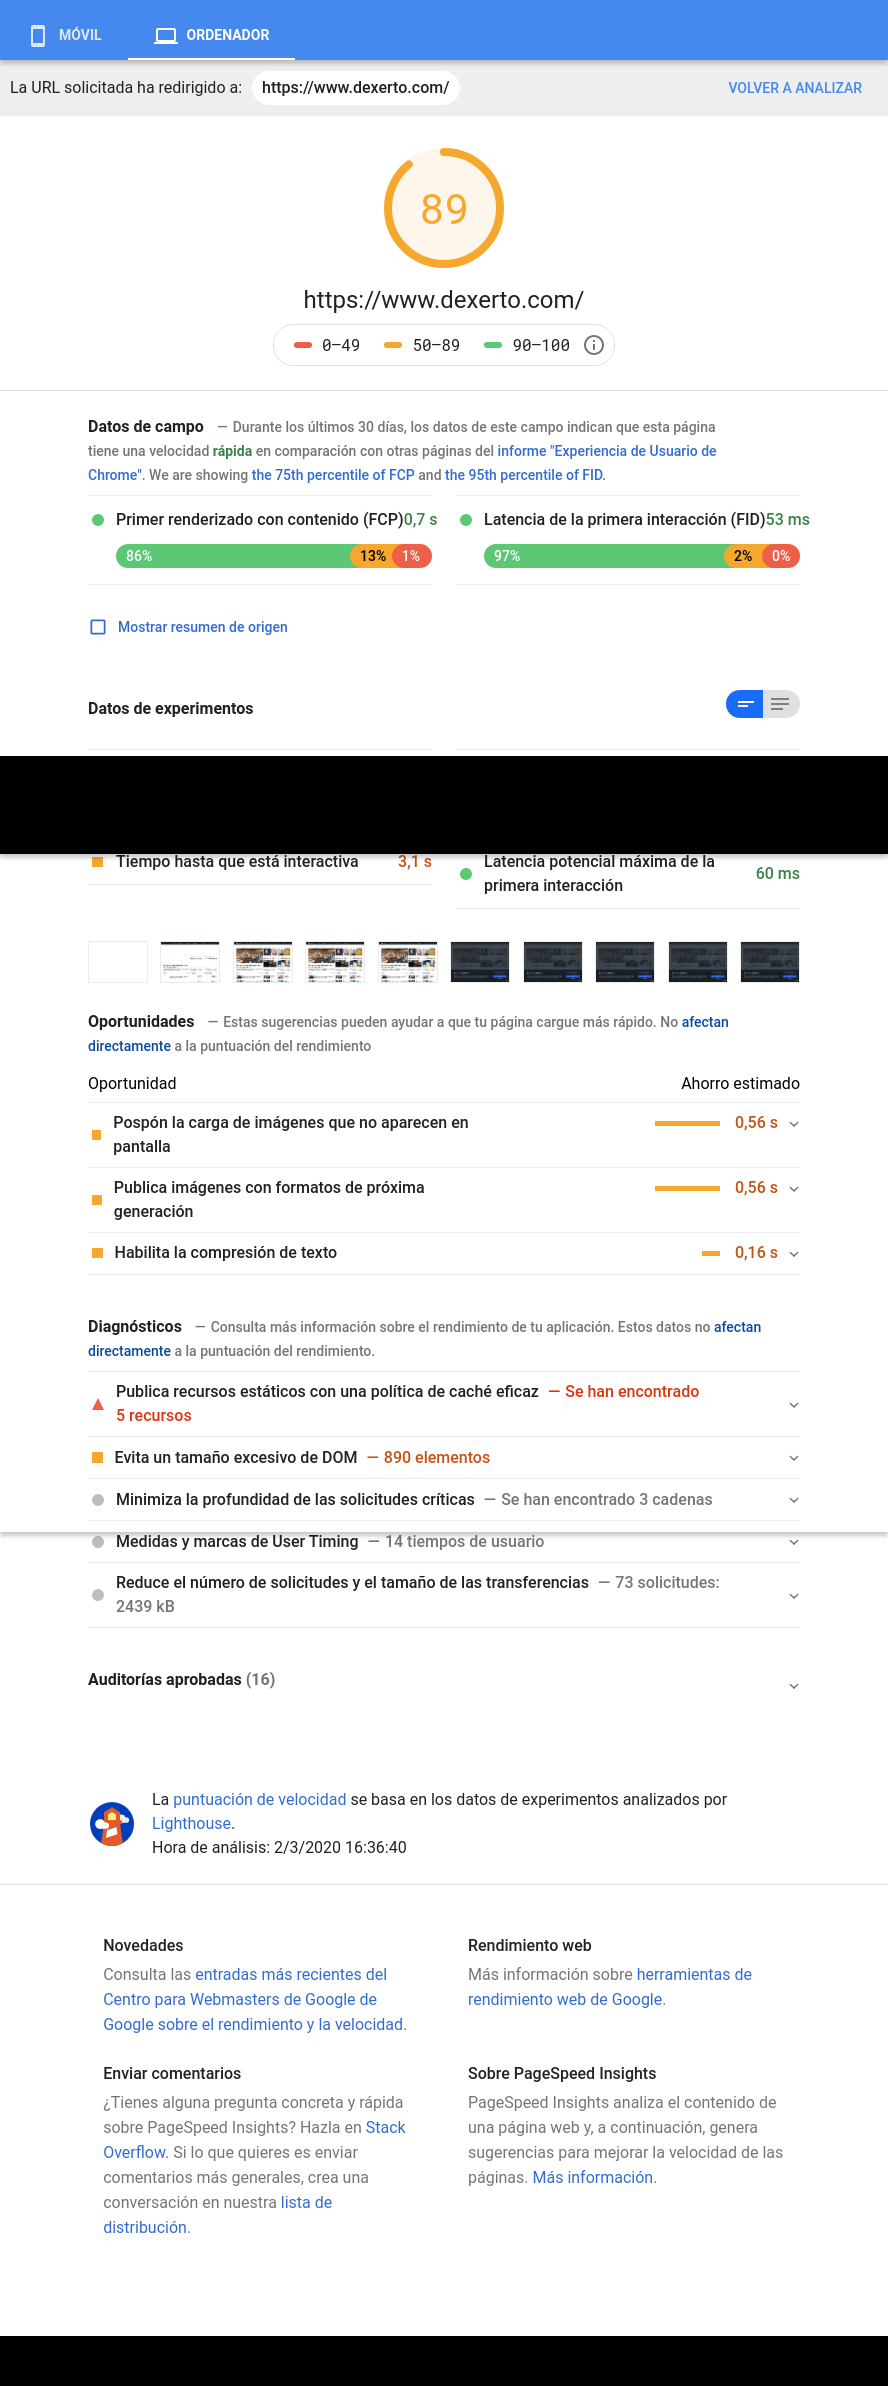 MÓVIL
ORDENADOR
La URL solicitada ha redirigido a: https://www.dexerto.com/ VOLVER A ANALIZAR
89
https://www.dexerto.com/
0–49 50–89 90–100
Datos de campo — Durante los últimos 30 días, los datos de este campo indican que esta página
tiene una velocidad rápida en comparación con otras páginas del informe "Experiencia de Usuario de
Chrome". We are showing the 75th percentile of FCP and the 95th percentile of FID.
Primer renderizado con contenido (FCP) 0,7 s
86% 13% 1%
Latencia de la primera interacción (FID) 53 ms
97% 2% 0%
Mostrar resumen de origen
Datos de experimentos
Tiempo hasta que está interactiva 3,1 s
Latencia potencial máxima de la
primera interacción
60 ms
Oportunidades — Estas sugerencias pueden ayudar a que tu página cargue más rápido. No afectan
directamente a la puntuación del rendimiento
Oportunidad Ahorro estimado
Pospón la carga de imágenes que no aparecen en
pantalla
0,56 s
Publica imágenes con formatos de próxima
generación
0,56 s
Habilita la compresión de texto 0,16 s
Diagnósticos — Consulta más información sobre el rendimiento de tu aplicación. Estos datos no afectan
directamente a la puntuación del rendimiento.
Publica recursos estáticos con una política de caché eficaz — Se han encontrado
5 recursos
Evita un tamaño excesivo de DOM — 890 elementos
Minimiza la profundidad de las solicitudes críticas — Se han encontrado 3 cadenas
Medidas y marcas de User Timing — 14 tiempos de usuario
Reduce el número de solicitudes y el tamaño de las transferencias — 73 solicitudes:
2439 kB
Auditorías aprobadas (16)
La puntuación de velocidad se basa en los datos de experimentos analizados por
Lighthouse.
Hora de análisis: 2/3/2020 16:36:40
Novedades
Consulta las entradas más recientes del
Centro para Webmasters de Google de
Google sobre el rendimiento y la velocidad.
Rendimiento web
Más información sobre herramientas de
rendimiento web de Google.
Enviar comentarios
¿Tienes alguna pregunta concreta y rápida
sobre PageSpeed Insights? Hazla en Stack
Overflow. Si lo que quieres es enviar
comentarios más generales, crea una
conversación en nuestra lista de
distribución.
Sobre PageSpeed Insights
PageSpeed Insights analiza el contenido de
una página web y, a continuación, genera
sugerencias para mejorar la velocidad de las
páginas. Más información.